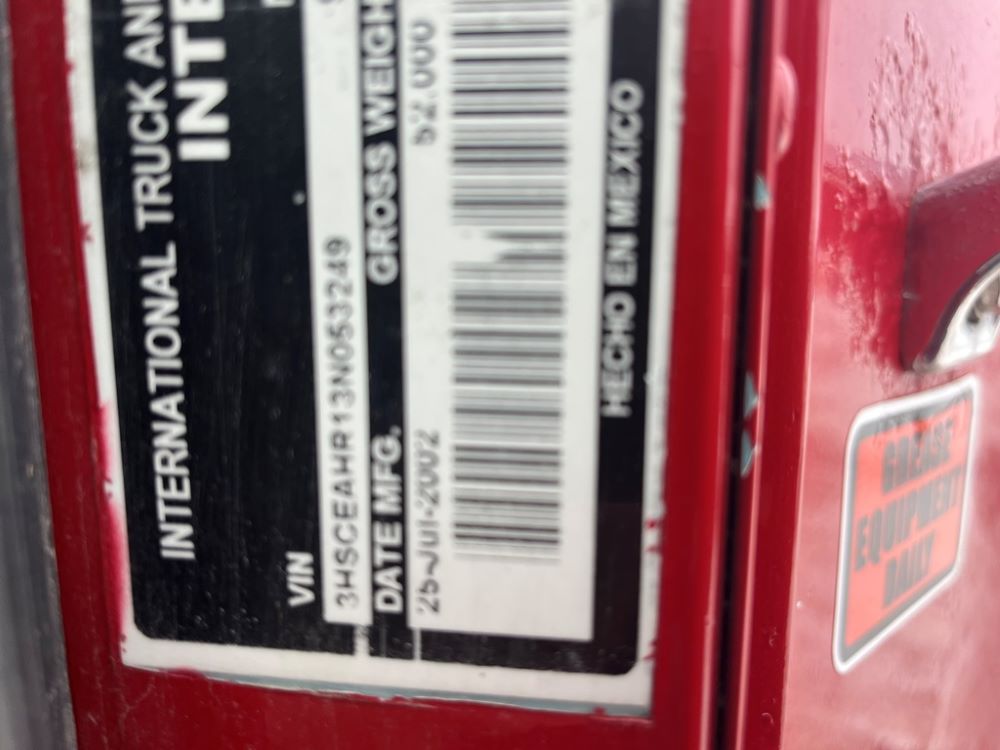 INTERNATIONAL TRUCK AN
INTE
VIN
3HSCEAHR13N053249
DATE MFG.
GROSS WEIGH
25-Jul-2002
52,000
HECHO EN MEXICO
GREASE
EQUIPMENT
DAILY